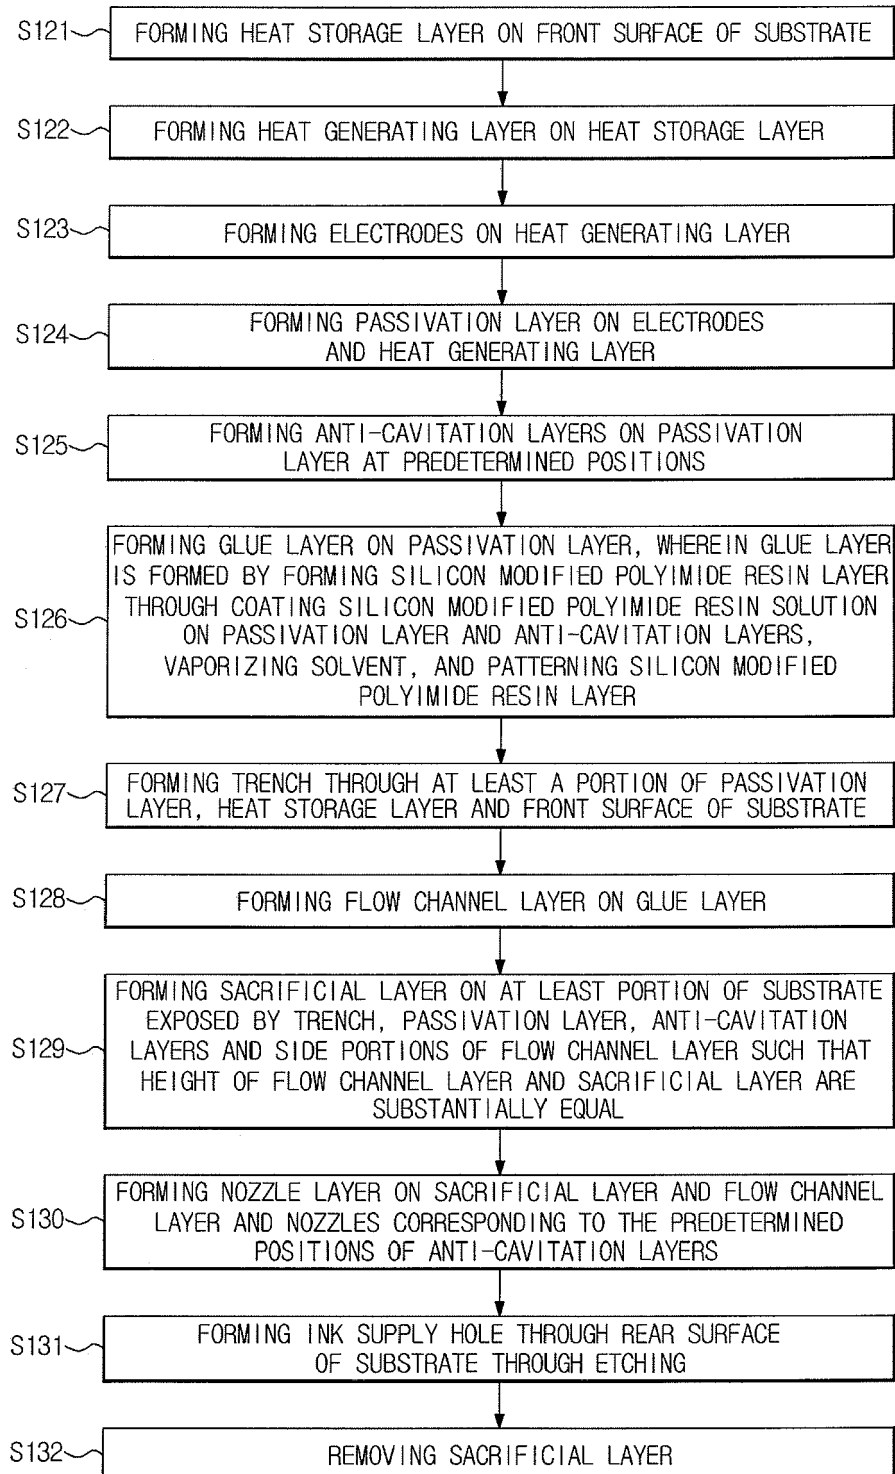 S121 FORMING HEAT STORAGE LAYER ON FRONT SURFACE OF SUBSTRATE
S122 FORMING HEAT GENERATING LAYER ON HEAT STORAGE LAYER
S123 FORMING ELECTRODES ON HEAT GENERATING LAYER
S124 FORMING PASSIVATION LAYER ON ELECTRODES
AND HEAT GENERATING LAYER
S125 FORMING ANTI-CAVITATION LAYERS ON PASSIVATION
LAYER AT PREDETERMINED POSITIONS
S126 FORMING GLUE LAYER ON PASSIVATION LAYER, WHEREIN GLUE LAYER
IS FORMED BY FORMING SILICON MODIFIED POLYIMIDE RESIN LAYER
THROUGH COATING SILICON MODIFIED POLYIMIDE RESIN SOLUTION
ON PASSIVATION LAYER AND ANTI-CAVITATION LAYERS,
VAPORIZING SOLVENT, AND PATTERNING SILICON MODIFIED
POLYIMIDE RESIN LAYER
S127 FORMING TRENCH THROUGH AT LEAST A PORTION OF PASSIVATION
LAYER, HEAT STORAGE LAYER AND FRONT SURFACE OF SUBSTRATE
S128 FORMING FLOW CHANNEL LAYER ON GLUE LAYER
S129 FORMING SACRIFICIAL LAYER ON AT LEAST PORTION OF SUBSTRATE
EXPOSED BY TRENCH, PASSIVATION LAYER, ANTI-CAVITATION
LAYERS AND SIDE PORTIONS OF FLOW CHANNEL LAYER SUCH THAT
HEIGHT OF FLOW CHANNEL LAYER AND SACRIFICIAL LAYER ARE
SUBSTANTIALLY EQUAL
S130 FORMING NOZZLE LAYER ON SACRIFICIAL LAYER AND FLOW CHANNEL
LAYER AND NOZZLES CORRESPONDING TO THE PREDETERMINED
POSITIONS OF ANTI-CAVITATION LAYERS
S131 FORMING INK SUPPLY HOLE THROUGH REAR SURFACE
OF SUBSTRATE THROUGH ETCHING
S132 REMOVING SACRIFICIAL LAYER